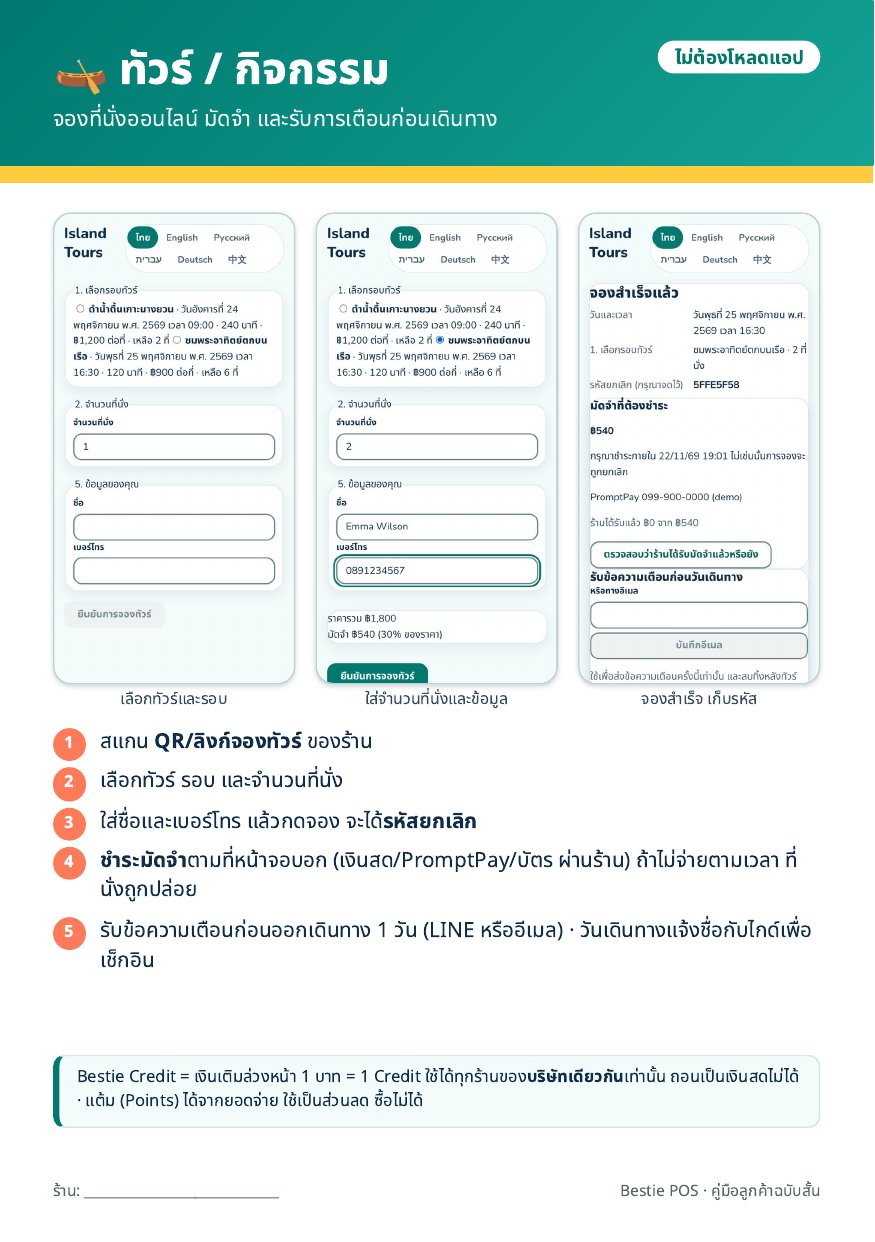 ทัวร์ / กิจกรรม
ไม่ต้องโหลดแอป
จองที่นั่งออนไลน์ มัดจำ และรับการเตือนก่อนเดินทาง
Island
Tours
ไทย English Русский
עברית Deutsch 中文
1. เลือกรอบทัวร์
ดำน้ำตื้นเกาะนางยวน · วันอังคารที่ 24
พฤศจิกายน พ.ศ. 2569 เวลา 09:00 · 240 นาที ·
฿1,200 ต่อที่ · เหลือ 2 ที่ ชมพระอาทิตย์ตกบน
เรือ · วันพุธที่ 25 พฤศจิกายน พ.ศ. 2569 เวลา
16:30 · 120 นาที · ฿900 ต่อที่ · เหลือ 6 ที่
2. จำนวนที่นั่ง
จำนวนที่นั่ง
1
5. ข้อมูลของคุณ
ชื่อ
เบอร์โทร
ยืนยันการจองทัวร์
เลือกทัวร์และรอบ
Island
Tours
ไทย English Русский
עברית Deutsch 中文
1. เลือกรอบทัวร์
ดำน้ำตื้นเกาะนางยวน · วันอังคารที่ 24
พฤศจิกายน พ.ศ. 2569 เวลา 09:00 · 240 นาที ·
฿1,200 ต่อที่ · เหลือ 2 ที่ ชมพระอาทิตย์ตกบน
เรือ · วันพุธที่ 25 พฤศจิกายน พ.ศ. 2569 เวลา
16:30 · 120 นาที · ฿900 ต่อที่ · เหลือ 6 ที่
2. จำนวนที่นั่ง
จำนวนที่นั่ง
2
5. ข้อมูลของคุณ
ชื่อ
Emma Wilson
เบอร์โทร
0891234567
ราคารวม ฿1,800
มัดจำ ฿540 (30% ของราคา)
ยืนยันการจองทัวร์
ใส่จำนวนที่นั่งและข้อมูล
Island
Tours
ไทย English Русский
עברית Deutsch 中文
จองสำเร็จแล้ว
วันและเวลา วันพุธที่ 25 พฤศจิกายน พ.ศ.
2569 เวลา 16:30
1. เลือกรอบทัวร์ ชมพระอาทิตย์ตกบนเรือ · 2 ที่
นั่ง
รหัสยกเลิก (กรุณาจดไว้) 5FFE5F58
มัดจำที่ต้องชำระ
฿540
กรุณาชำระภายใน 22/11/69 19:01 ไม่เช่นนั้นการจองจะ
ถูกยกเลิก
PromptPay 099-900-0000 (demo)
ร้านได้รับแล้ว ฿0 จาก ฿540
ตรวจสอบว่าร้านได้รับมัดจำแล้วหรือยัง
รับข้อความเตือนก่อนวันเดินทาง
หรือทางอีเมล
บันทึกอีเมล
ใช้เพื่อส่งข้อความเตือนครั้งนี้เท่านั้น และลบทิ้งหลังทัวร์
จองสำเร็จ เก็บรหัส
1 สแกน QR/ลิงก์จองทัวร์ ของร้าน
2 เลือกทัวร์ รอบ และจำนวนที่นั่ง
3 ใส่ชื่อและเบอร์โทร แล้วกดจอง จะได้รหัสยกเลิก
4 ชำระมัดจำตามที่หน้าจอบอก (เงินสด/PromptPay/บัตร ผ่านร้าน) ถ้าไม่จ่ายตามเวลา ที่
นั่งถูกปล่อย
5 รับข้อความเตือนก่อนออกเดินทาง 1 วัน (LINE หรืออีเมล) · วันเดินทางแจ้งชื่อกับไกด์เพื่อ
เช็กอิน
Bestie Credit = เงินเติมล่วงหน้า 1 บาท = 1 Credit ใช้ได้ทุกร้านของบริษัทเดียวกันเท่านั้น ถอนเป็นเงินสดไม่ได้
· แต้ม (Points) ได้จากยอดจ่าย ใช้เป็นส่วนลด ซื้อไม่ได้
ร้าน: ________________________
Bestie POS · คู่มือลูกค้าฉบับสั้น